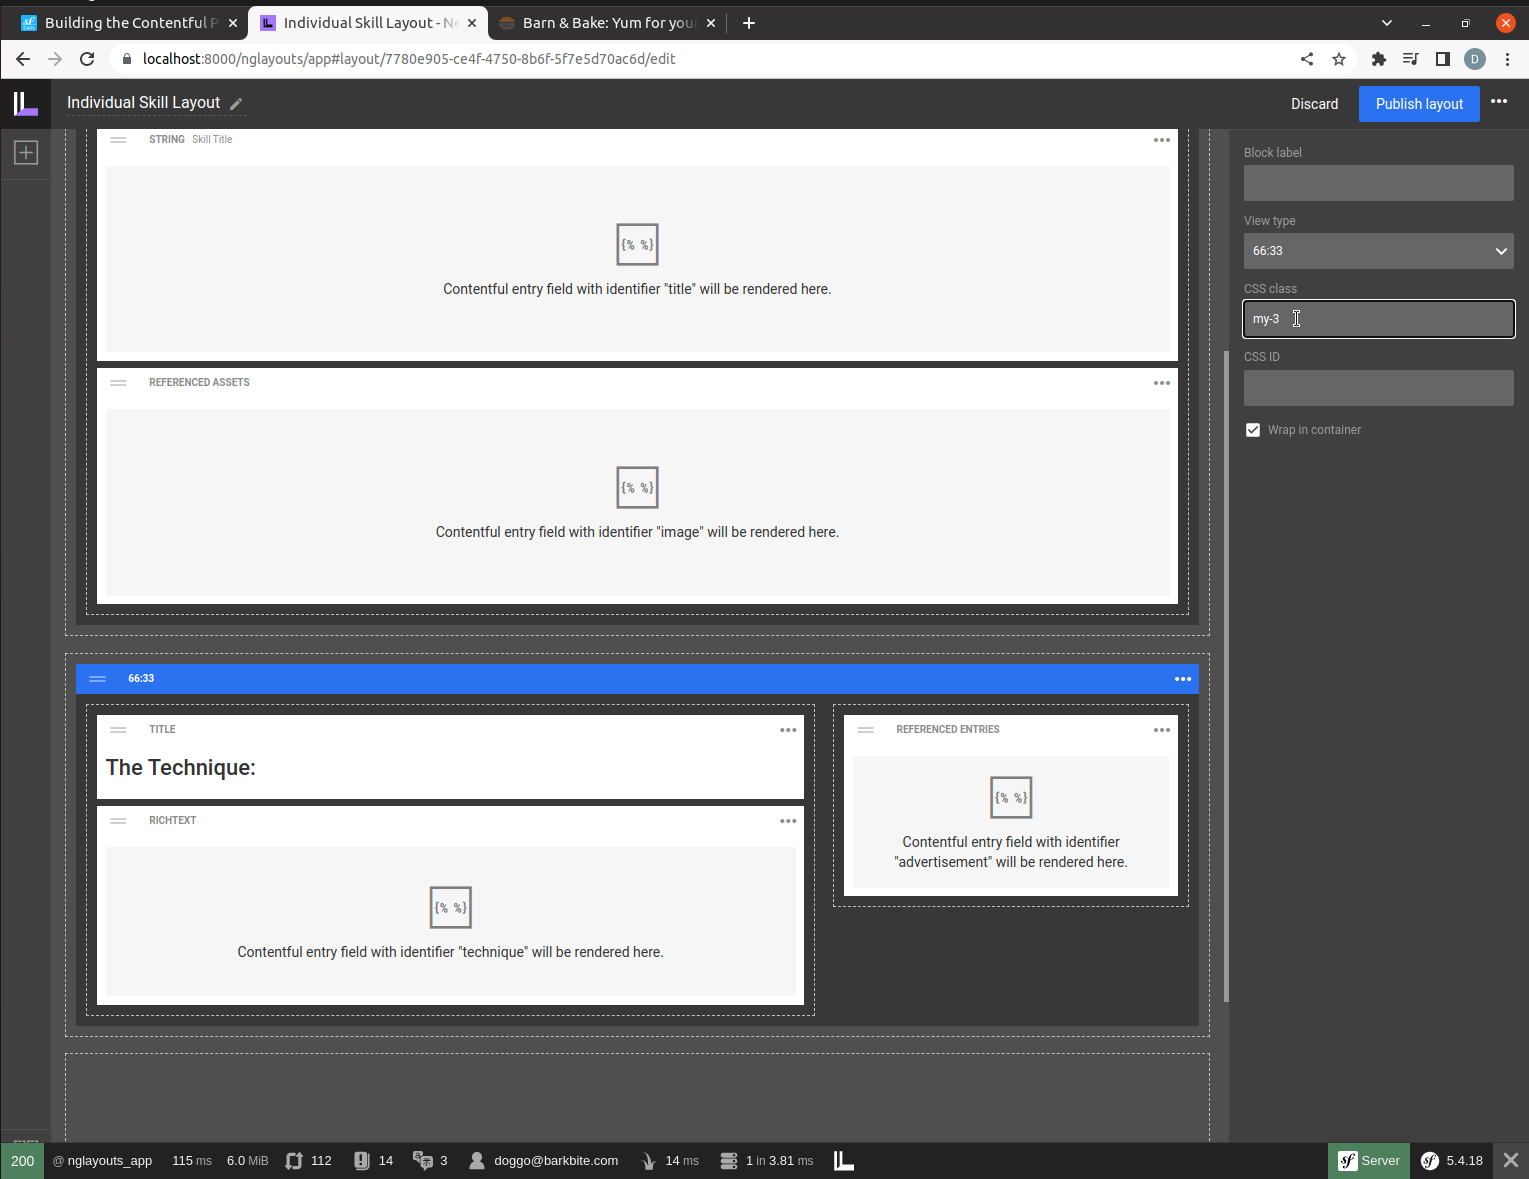 Building the Contentful P
Individual Skill Layout - Ne
Barn & Bake: Yum for your
localhost:8000/nglayouts/app#layout/7780e905-ce4f-4750-8b6f-5f7e5d70ac6d/edit
D
Individual Skill Layout
Discard
Publish layout
STRING Skill Title
{% %}
Contentful entry field with identifier "title" will be rendered here.
REFERENCED ASSETS
{% %}
Contentful entry field with identifier "image" will be rendered here.
66:33
TITLE
The Technique:
RICHTEXT
{% %}
Contentful entry field with identifier "technique" will be rendered here.
REFERENCED ENTRIES
{% %}
Contentful entry field with identifier
"advertisement" will be rendered here.
Block label
View type
66:33
CSS class
my-3
CSS ID
Wrap in container
200 @ nglayouts_app 115 ms 6.0 MiB 112 14 3 doggo@barkbite.com 14 ms 1 in 3.81 ms sf Server sf 5.4.18